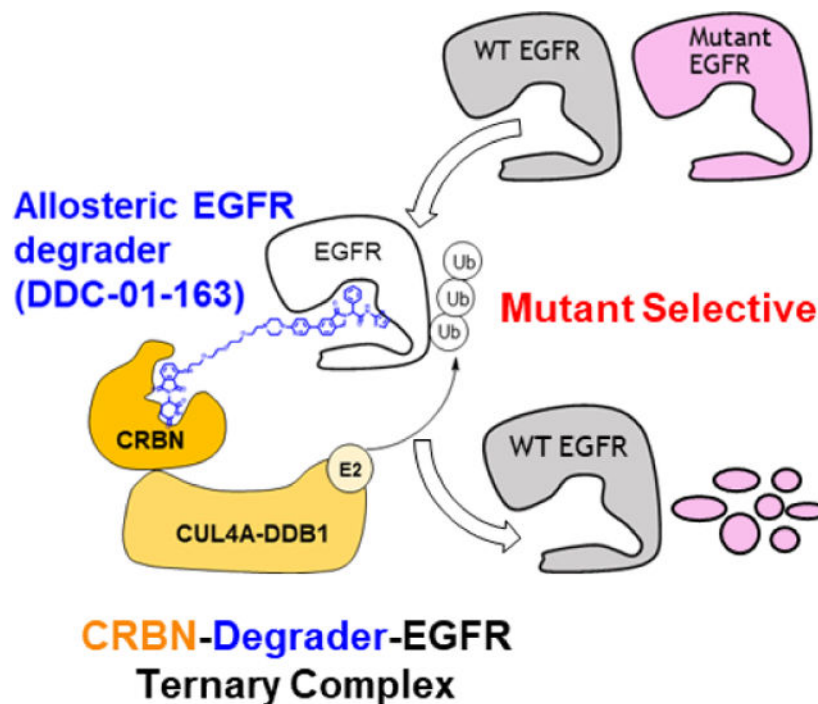 WT EGFR
Mutant
EGFR
Allosteric EGFR
degrader
(DDC-01-163)
EGFR
Ub
Ub
Ub
Mutant Selective
CRBN
E2
CUL4A-DDB1
WT EGFR
CRBN-Degrader-EGFR
Ternary Complex